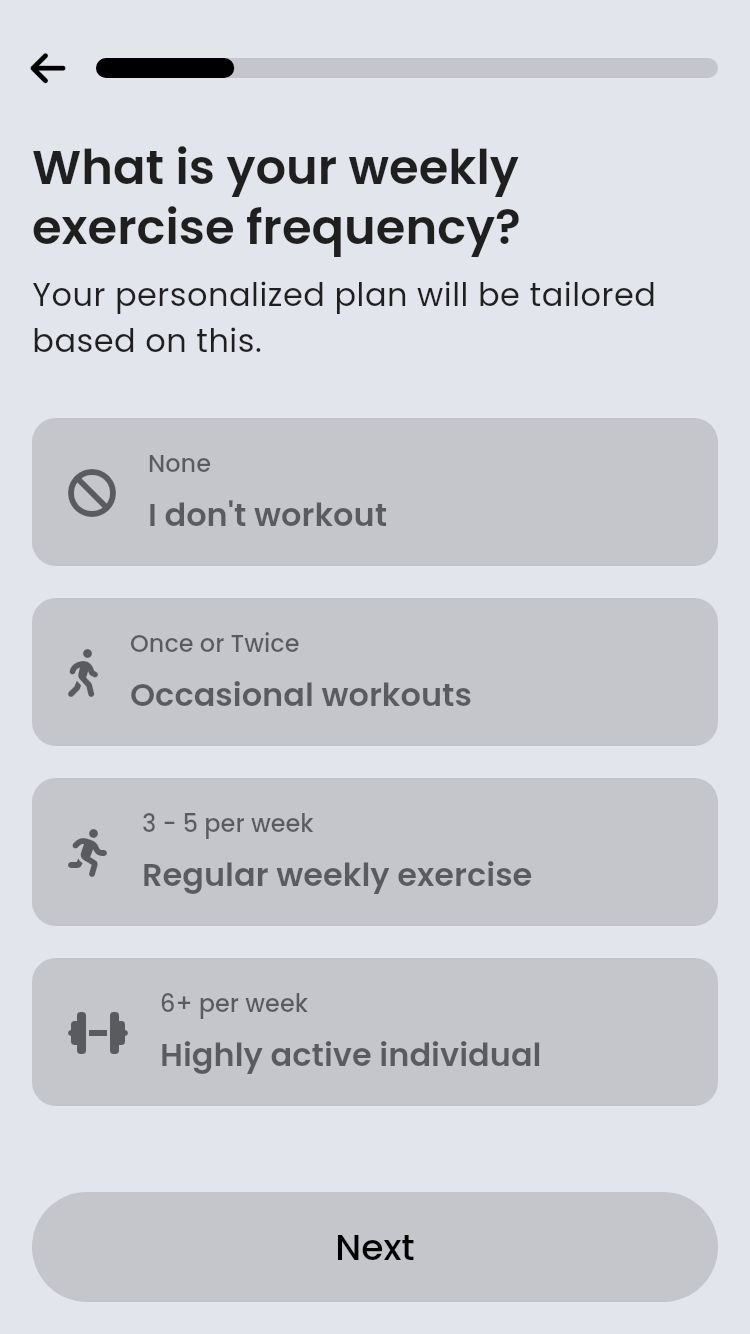 What is your weekly
exercise frequency?
Your personalized plan will be tailored
based on this.
None
I don't workout
Once or Twice
Occasional workouts
3 - 5 per week
Regular weekly exercise
6+ per week
Highly active individual
Next